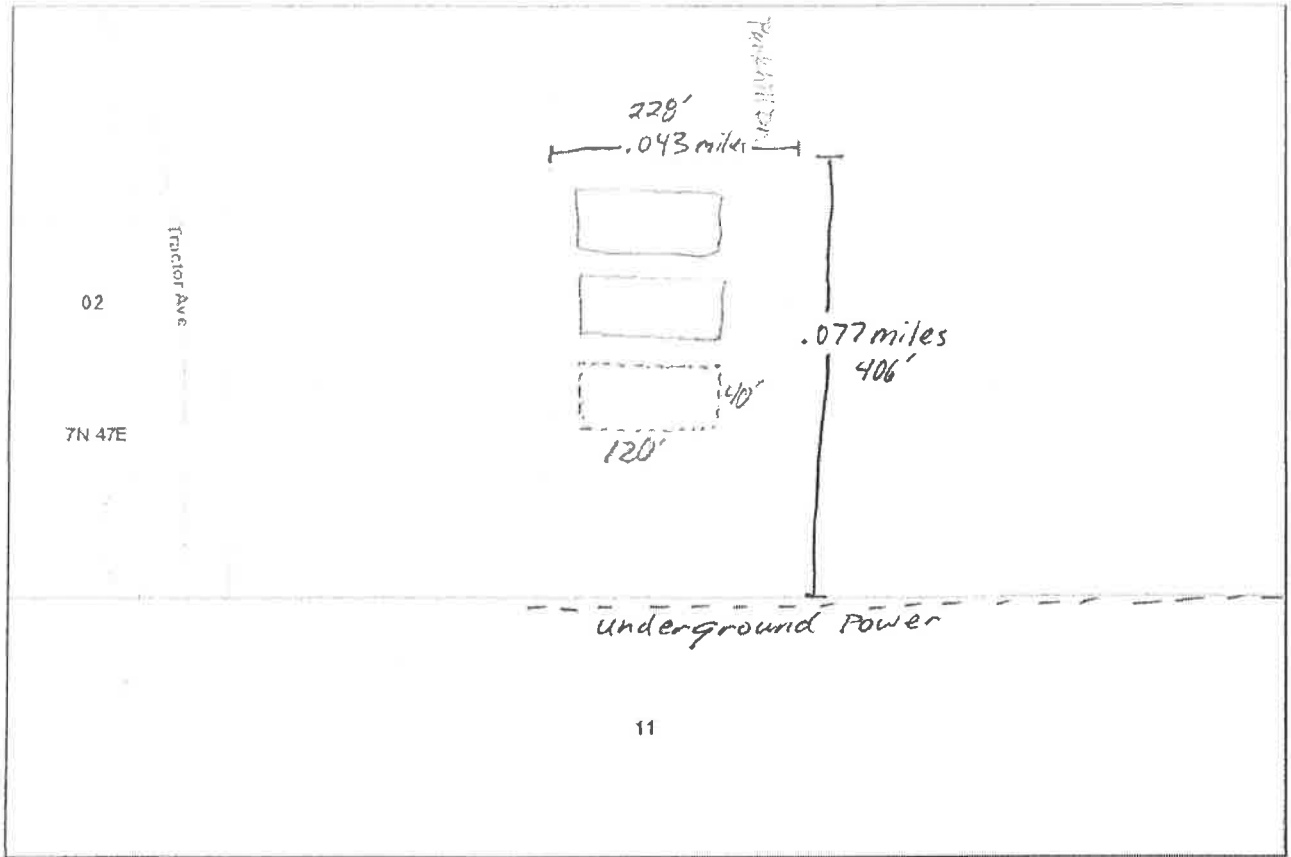 228'
.043 miles
Tractor Ave
02
.077 miles
406'
40'
7N 47E
120'
underground Power
11